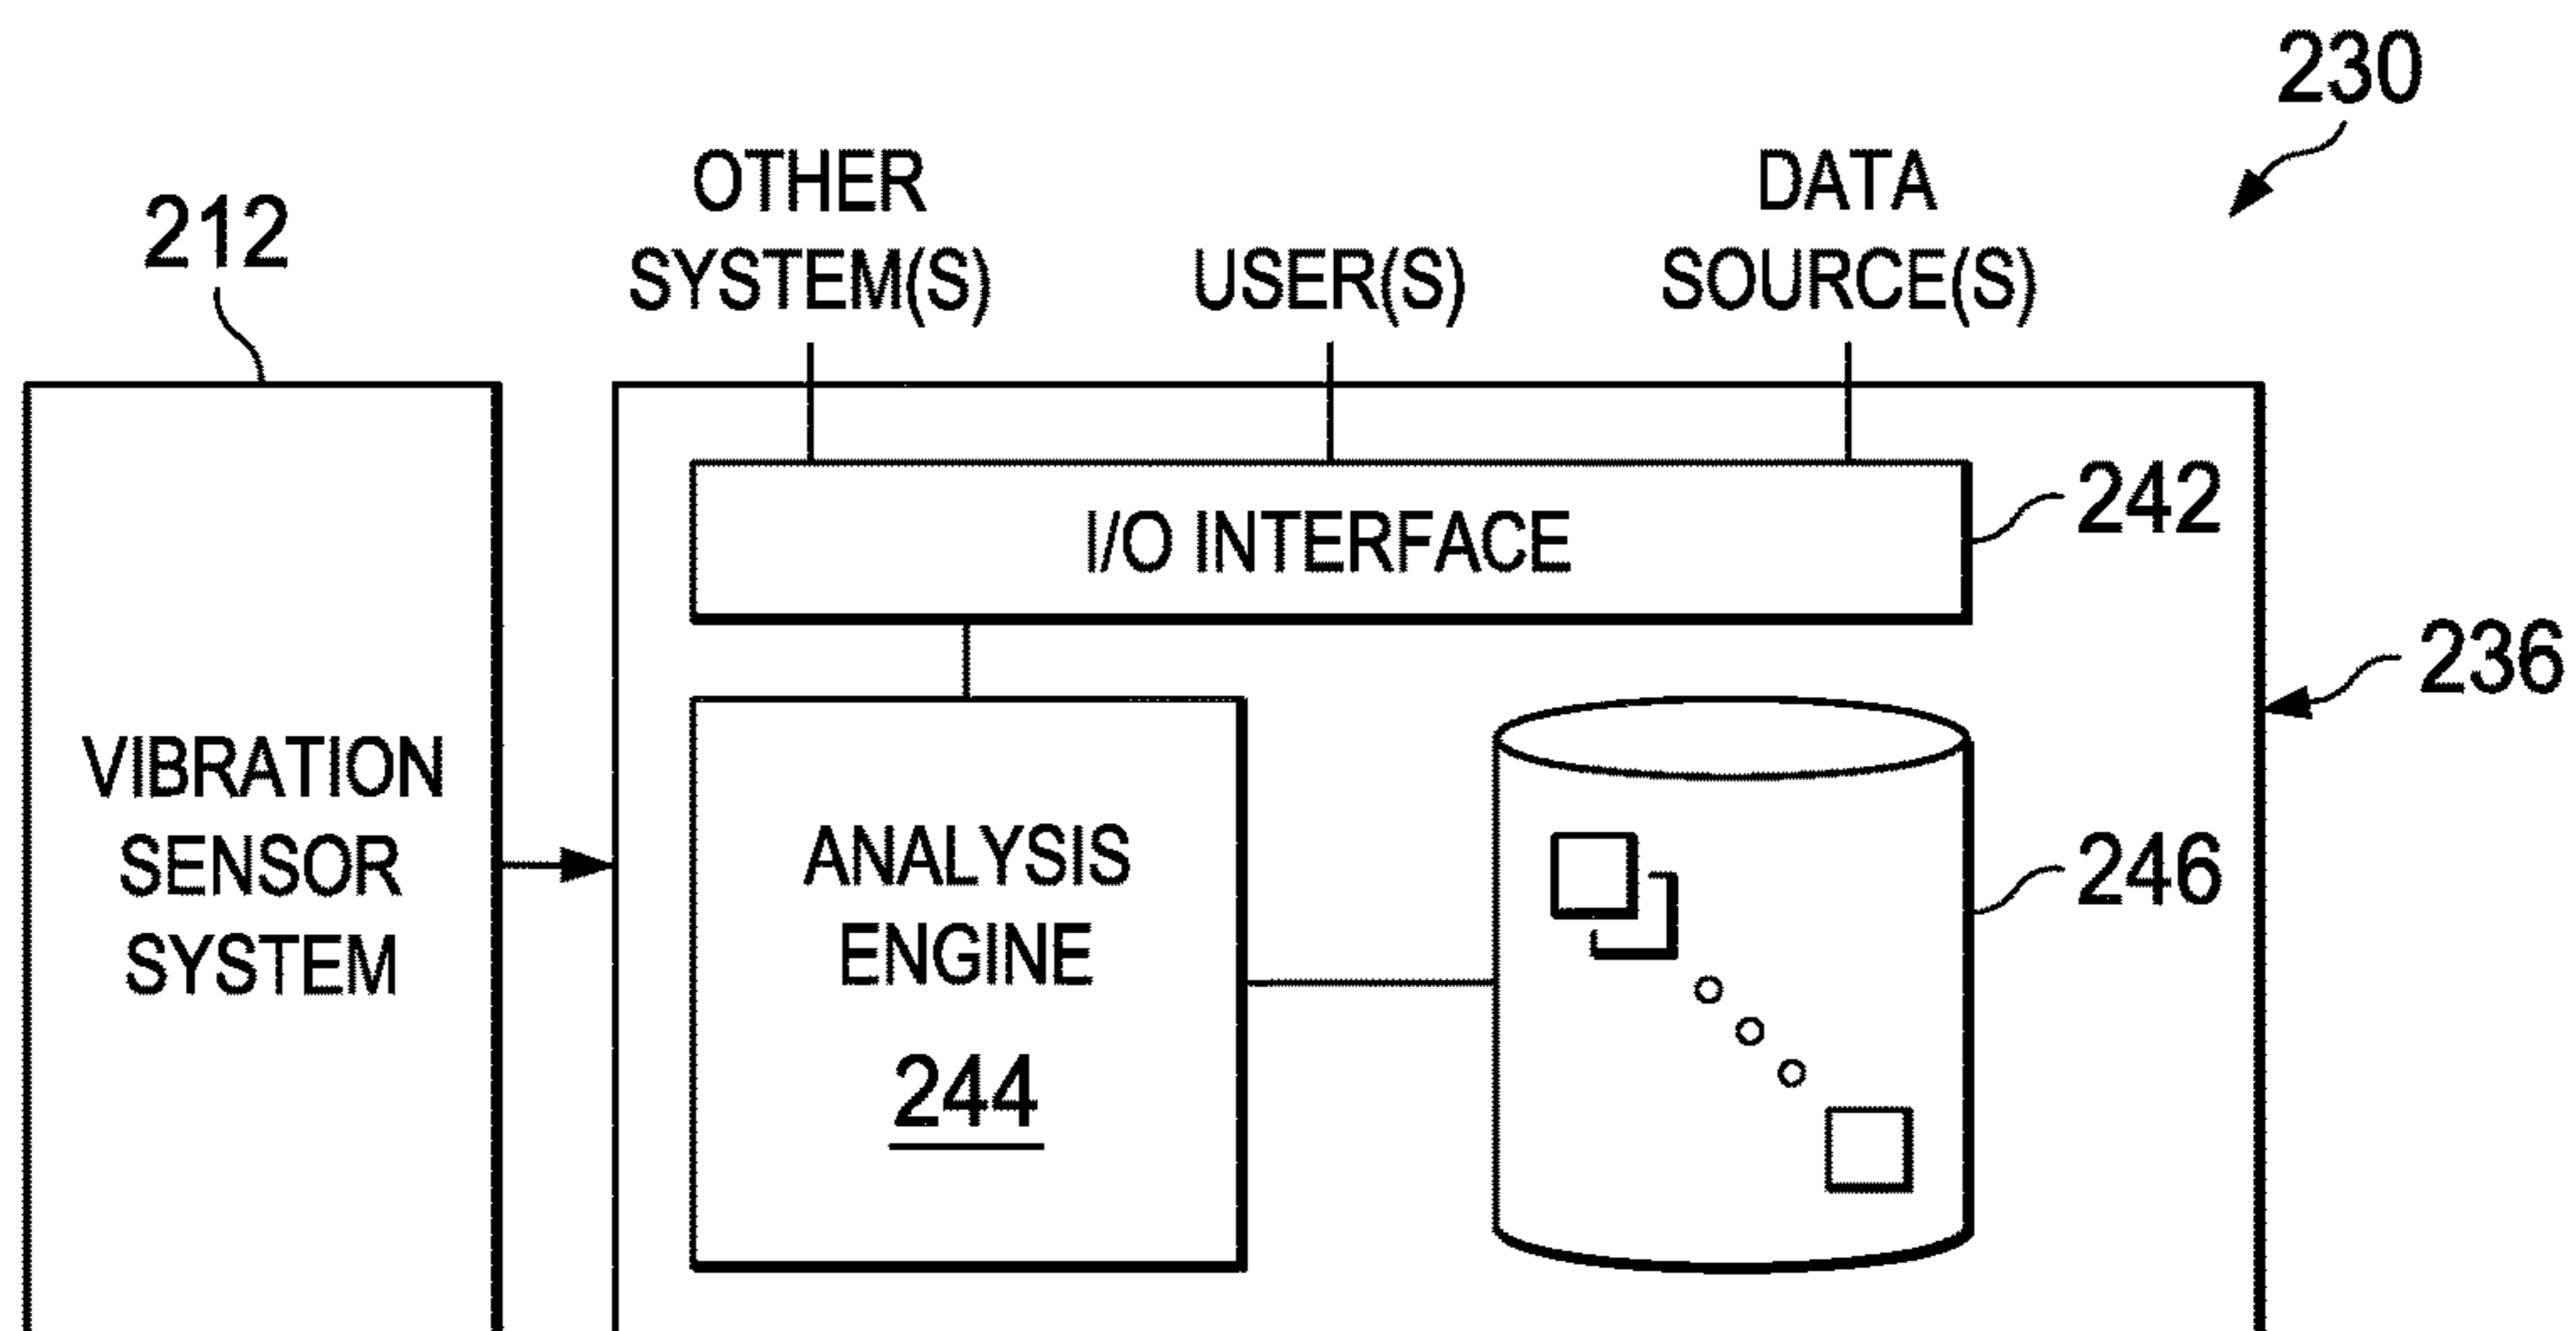 230
212
OTHER
SYSTEM(S)
USER(S)
DATA
SOURCE(S)
I/O INTERFACE
242
236
VIBRATION
SENSOR
SYSTEM
ANALYSIS
ENGINE
244
246